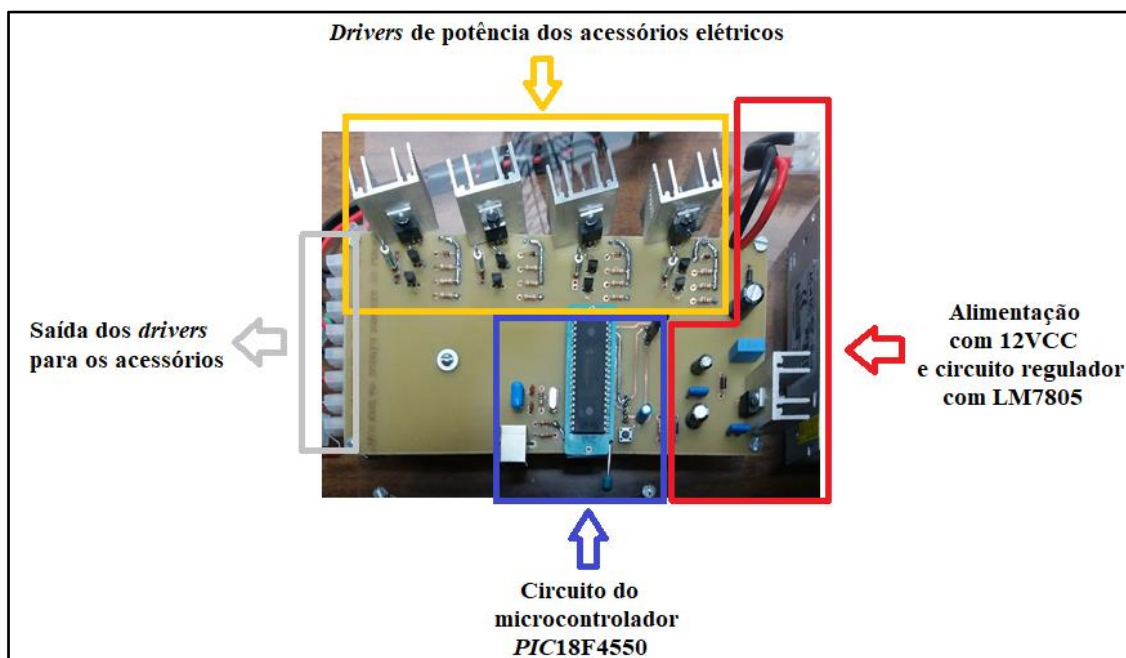 Drivers de potência dos acessórios elétricos
Saída dos drivers
para os acessórios
Alimentação
com 12VCC
e circuito regulador
com LM7805
Circuito do
microcontrolador
PIC18F4550